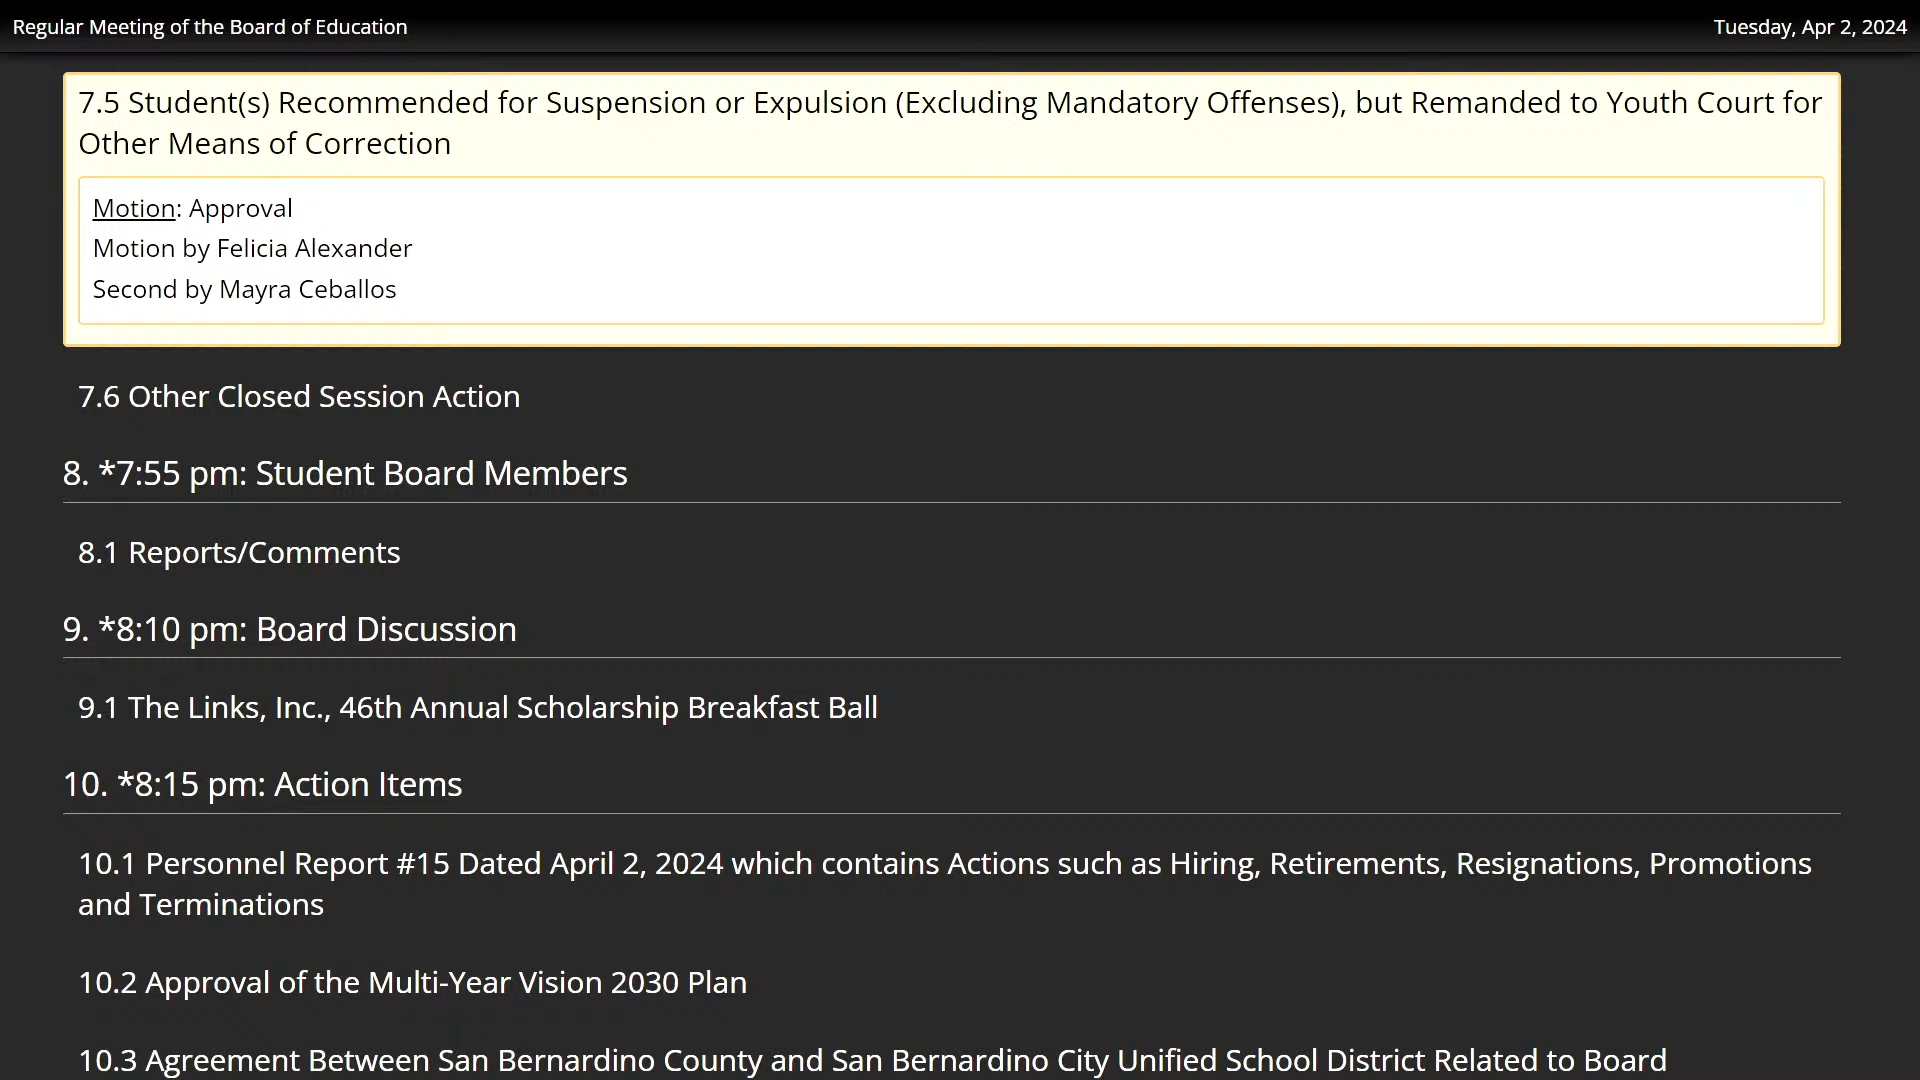 Regular Meeting of the Board of Education
Tuesday, Apr 2, 2024
7.5 Student(s) Recommended for Suspension or Expulsion (Excluding Mandatory Offenses), but Remanded to Youth Court for
Other Means of Correction
Motion: Approval
Motion by Felicia Alexander
Second by Mayra Ceballos
7.6 Other Closed Session Action
8. *7:55 pm: Student Board Members
8.1 Reports/Comments
9. *8:10 pm: Board Discussion
9.1 The Links, Inc., 46th Annual Scholarship Breakfast Ball
10. *8:15 pm: Action Items
10.1 Personnel Report #15 Dated April 2, 2024 which contains Actions such as Hiring, Retirements, Resignations, Promotions
and Terminations
10.2 Approval of the Multi-Year Vision 2030 Plan
10.3 Agreement Between San Bernardino County and San Bernardino City Unified School District Related to Board